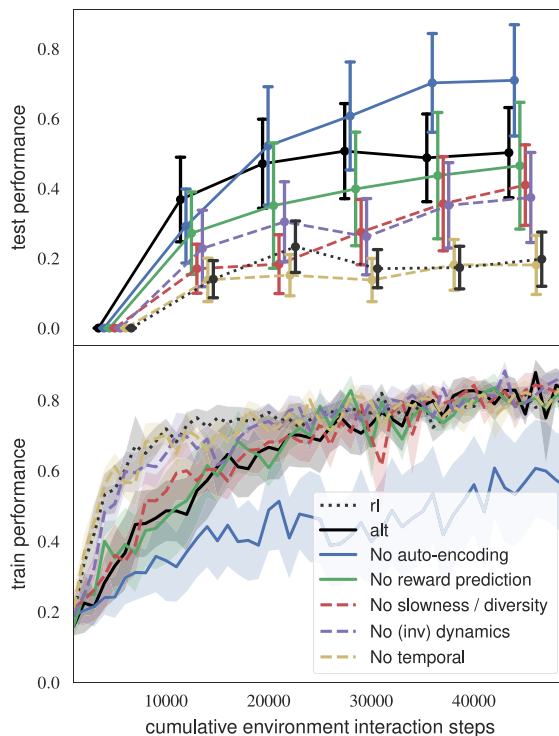 0.8
0.6
0.4
0.2
0.0
test performance
0.8
0.6
0.4
0.2
0.0
train performance
rl
alt
No auto-encoding
No reward prediction
No slowness / diversity
No (inv) dynamics
No temporal
10000 20000 30000 40000
cumulative environment interaction steps